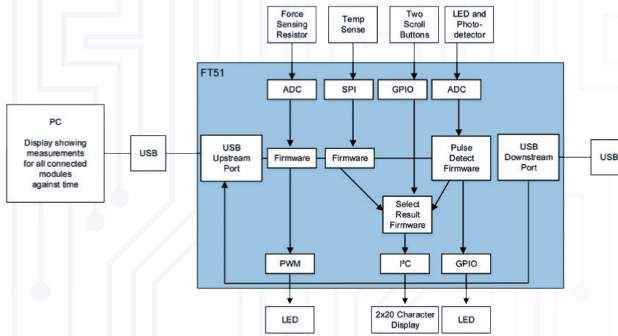 Force
Sensing
Resistor
Temp
Sense
Two
Scroll
Buttons
LED and
Photo-
detector
FT51
ADC
SPI
GPIO
ADC
PC
Display showing
measurements
for all connected
modules
against time
USB
USB
Upstream
Port
Firmware
Firmware
Pulse
Detect
Firmware
USB
Downstream
Port
USB
Select
Result
Firmware
PWM
I²C
GPIO
LED
2x20 Character
Display
LED